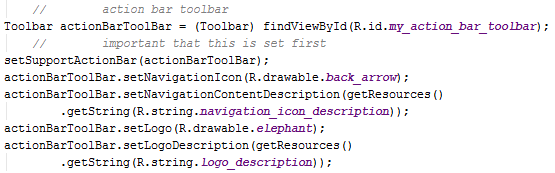 //        action bar toolbar
Toolbar actionBarToolBar = (Toolbar) findViewById(R.id.my_action_bar_toolbar);
//        important that this is set first
setSupportActionBar(actionBarToolBar);
actionBarToolBar.setNavigationIcon(R.drawable.back_arrow);
actionBarToolBar.setNavigationContentDescription(getResources()
        .getString(R.string.navigation_icon_description));
actionBarToolBar.setLogo(R.drawable.elephant);
actionBarToolBar.setLogoDescription(getResources()
        .getString(R.string.logo_description));